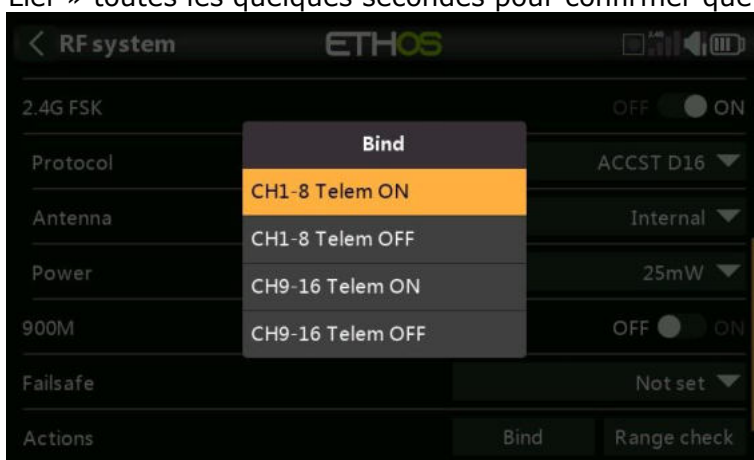 Lier » toutes les quelques secondes pour confirmer que
RF system
ETHOS
2.4G FSK
OFF ON
Bind
Protocol
ACCST D16
CH1-8 Telem ON
Antenna
Internal
CH1-8 Telem OFF
Power
25mW
CH9-16 Telem ON
900M
OFF ON
CH9-16 Telem OFF
Failsafe
Not set
Actions
Bind
Range check